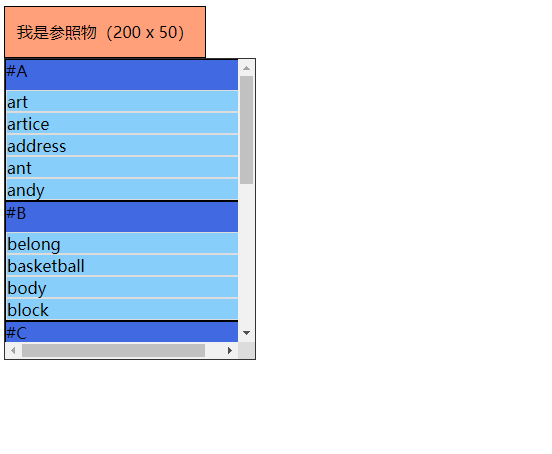 我是参照物（200 x 50）
#A
art
artice
address
ant
andy
#B
belong
basketball
body
block
#C